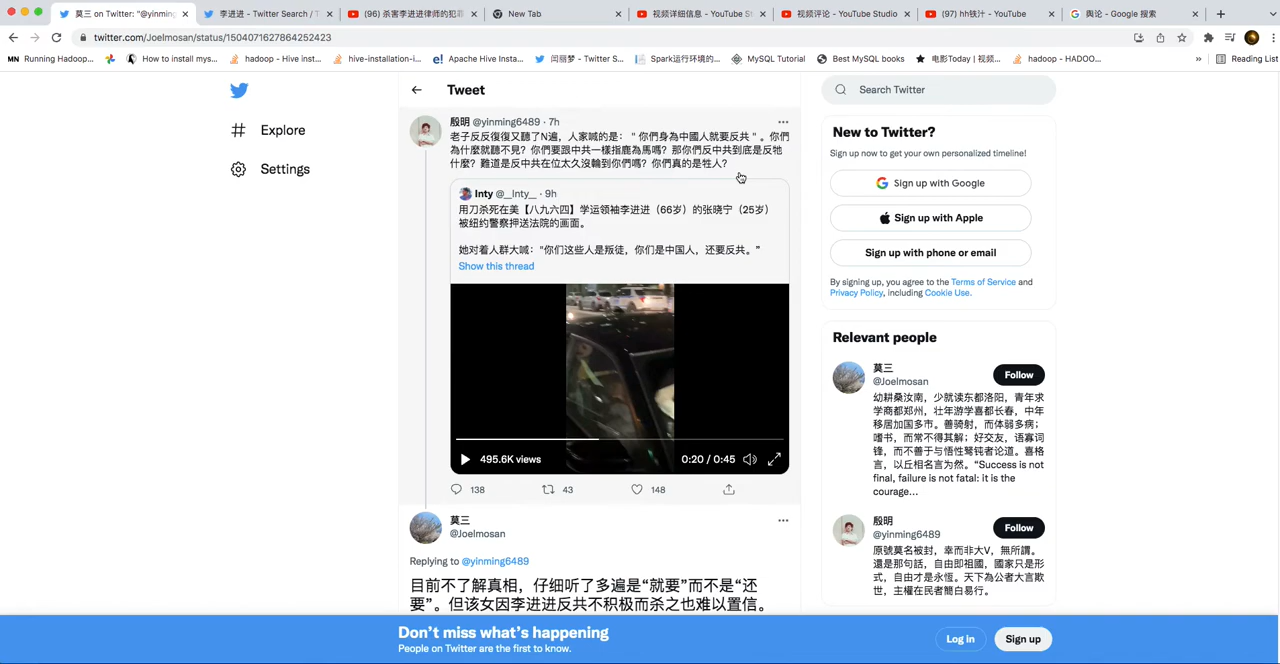 莫三 on Twitter: "@yinming
李进进 - Twitter Search / T
(96) 杀害李进进律师的犯罪
New Tab
视频详细信息 - YouTube St
视频评论 - YouTube Studio
(97) hh铁汁 - YouTube
舆论 - Google 搜索
twitter.com/Joelmosan/status/1504071627864252423
Running Hadoop...
How to install mys...
hadoop - Hive inst...
hive-installation-i...
Apache Hive Insta...
闫丽梦 - Twitter S...
Spark运行环境的...
MySQL Tutorial
Best MySQL books
电影Today | 视频...
hadoop - HADOO...
»
Reading List
Explore
Settings
Tweet
殷明 @yinming6489 · 7h
老子反反復復又聽了N遍，人家喊的是：＂你們身為中國人就要反共＂。你們
為什麼就聽不見？你們要跟中共一樣指鹿為馬嗎？那你們反中共到底是反牠
什麼？難道是反中共在位太久沒輪到你們嗎？你們真的是牲人？
Inty @__Inty__ · 9h
用刀杀死在美【八九六四】学运领袖李进进（66岁）的张晓宁（25岁）
被纽约警察押送法院的画面。
她对着人群大喊：“你们这些人是叛徒，你们是中国人，还要反共。”
Show this thread
495.6K views
0:20 / 0:45
138
43
148
莫三
@Joelmosan
Replying to @yinming6489
目前不了解真相，仔细听了多遍是“就要”而不是“还
要”。但该女因李进进反共不积极而杀之也难以置信。
Search Twitter
New to Twitter?
Sign up now to get your own personalized timeline!
Sign up with Google
Sign up with Apple
Sign up with phone or email
By signing up, you agree to the Terms of Service and
Privacy Policy, including Cookie Use.
Relevant people
莫三
@Joelmosan
Follow
幼耕桑汝南，少就读东都洛阳，青年求
学商都郑州，壮年游学喜都长春，中年
移居加国多市。善骑射，而体弱多病；
嗜书，而常不得其解；好交友，语寡词
锋，而不善于与悟性骜钝者论道。喜格
言，以丘相名言为然。“Success is not
final, failure is not fatal: it is the
courage...
殷明
@yinming6489
Follow
原號莫名被封，幸而非大V，無所謂。
還是那句話，自由即祖國，國家只是形
式，自由才是永恆。天下為公者大言欺
世，主權在民者簡白易行。
Don't miss what's happening
People on Twitter are the first to know.
Log in
Sign up